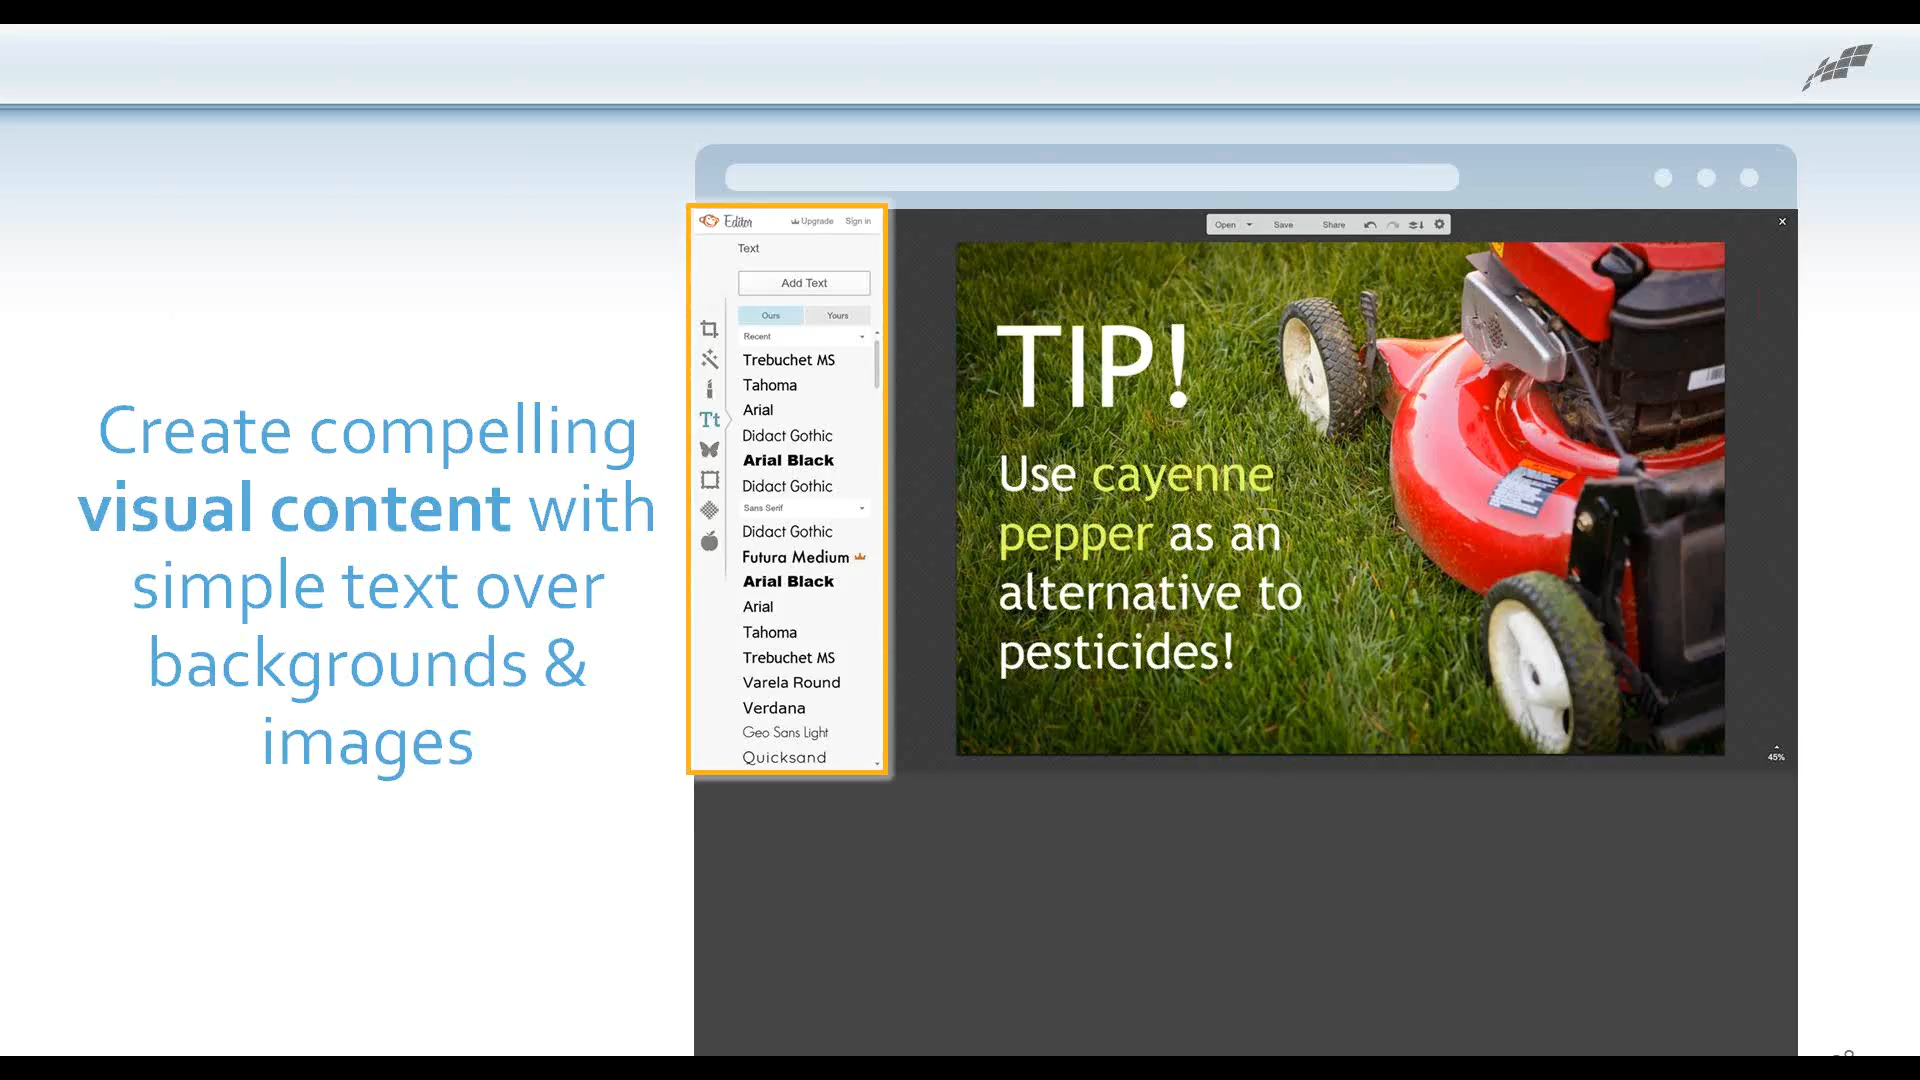 Create compelling
visual content with
simple text over
backgrounds &
images
Editor
Upgrade
Sign in
Text
Add Text
Ours
Yours
Recent
Trebuchet MS
Tahoma
Arial
Didact Gothic
Arial Black
Didact Gothic
Sans Serif
Didact Gothic
Futura Medium
Arial Black
Arial
Tahoma
Trebuchet MS
Varela Round
Verdana
Geo Sans Light
Quicksand
Tt
Open
Save
Share
TIP!
Use cayenne
pepper as an
alternative to
pesticides!
45%